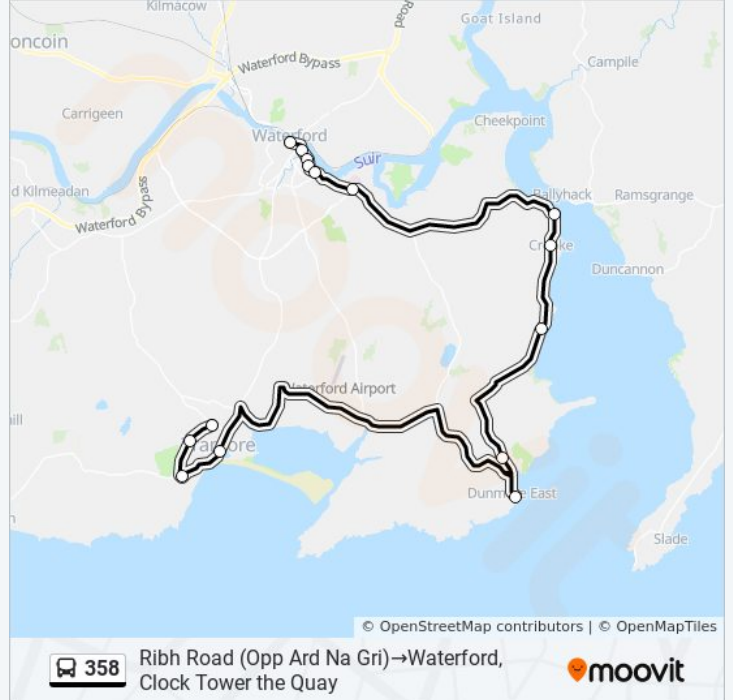 Kilmacow
Goat Island
Road
oncoin
Waterford Bypass
Campile
Carrigeen
Cheekpoint
Waterford
Suir
d Kilmeadan
Ballyhack
Ramsgrange
Waterford Bypass
Duncannon
Waterford Airport
ill
Tramore
Dunmore East
Slade
© OpenStreetMap contributors | © OpenMapTiles
358
Ribh Road (Opp Ard Na Gri)→Waterford,
Clock Tower the Quay
moovit